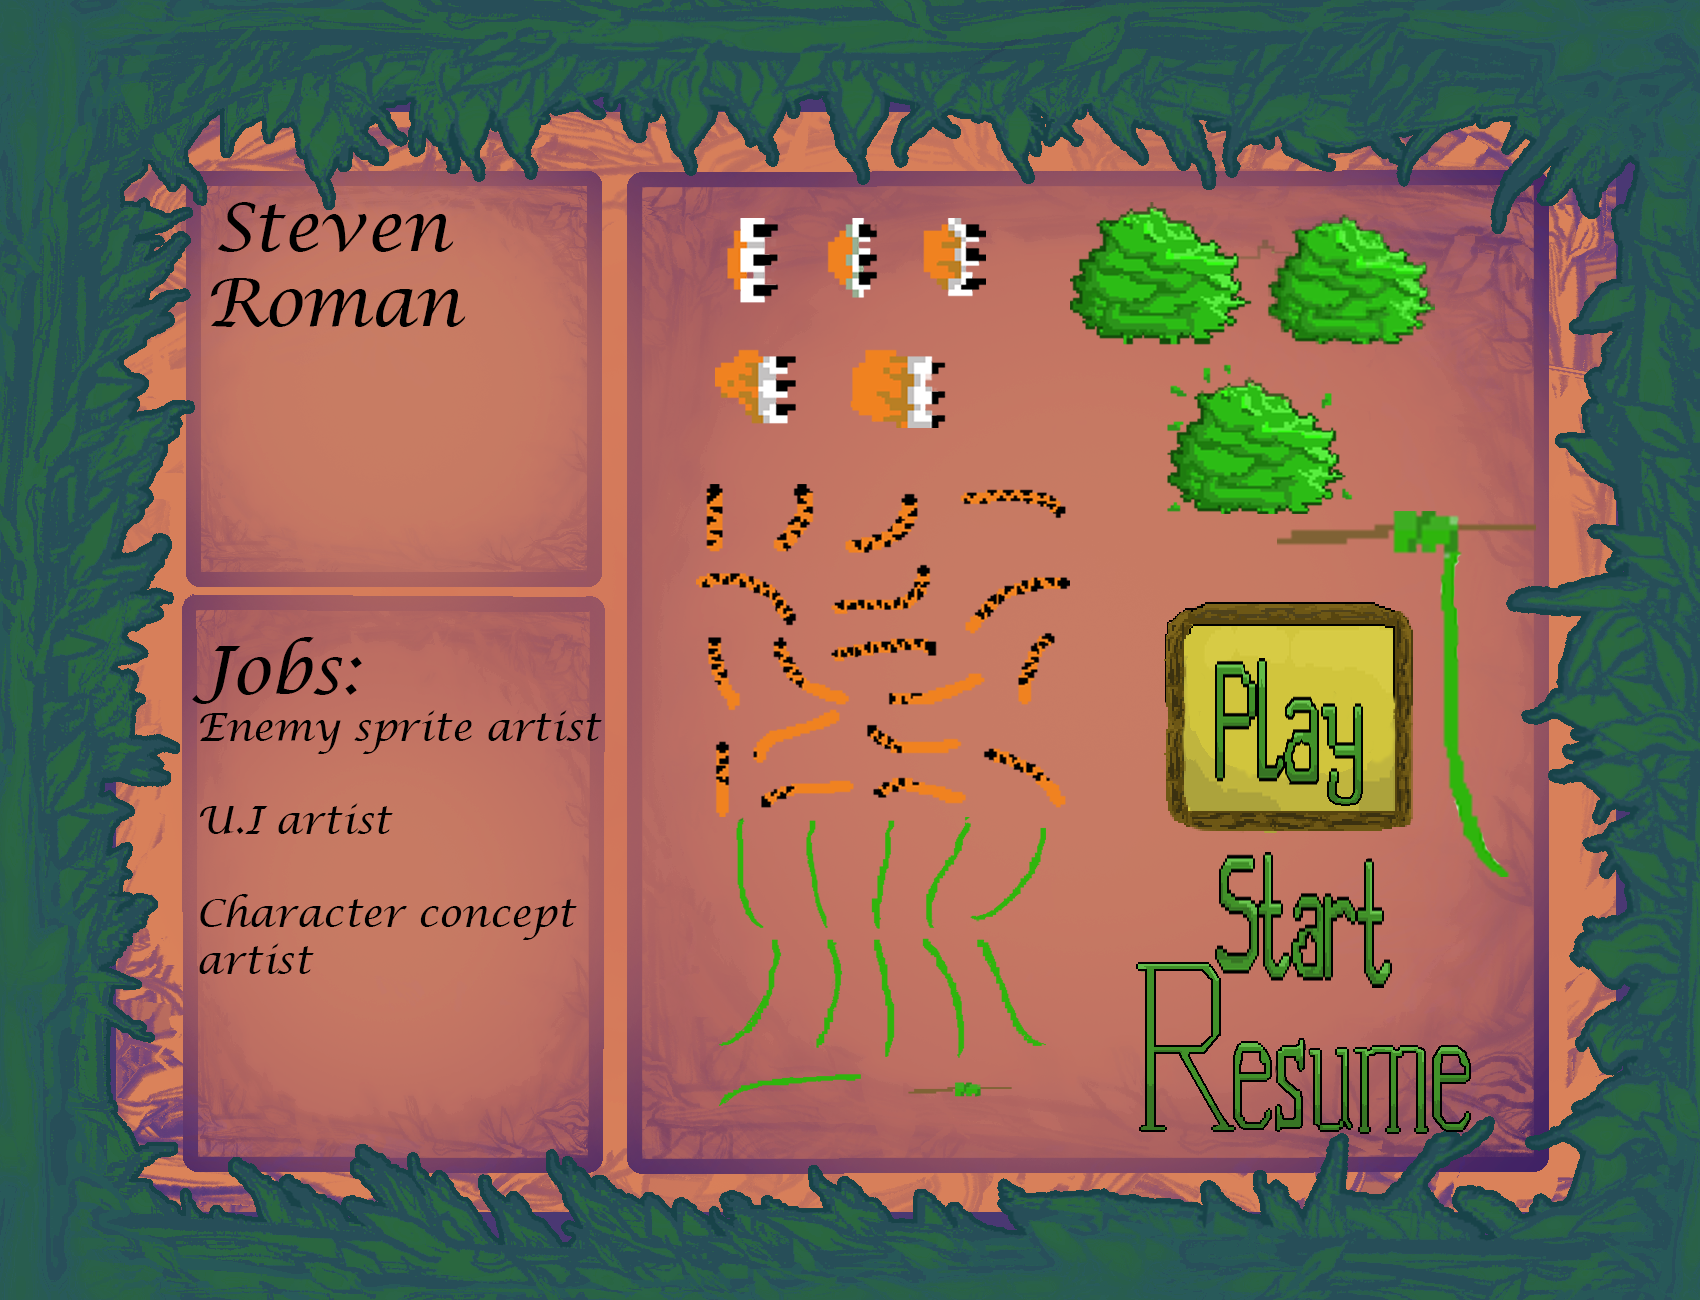 Steven
Roman
Jobs:
Enemy sprite artist
U.I artist
Character concept
artist
Play
Start
Resume